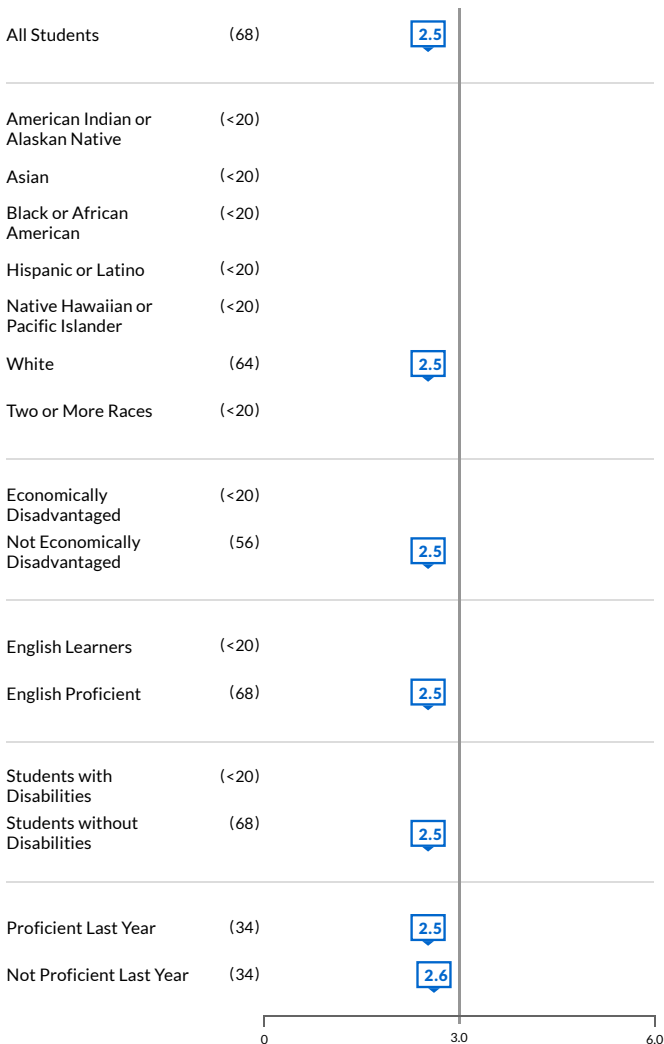 All Students (68) 2.5
American Indian or (<20)
Alaskan Native
Asian (<20)
Black or African (<20)
American
Hispanic or Latino (<20)
Native Hawaiian or (<20)
Pacific Islander
White (64) 2.5
Two or More Races (<20)
Economically (<20)
Disadvantaged
Not Economically (56) 2.5
Disadvantaged
English Learners (<20)
English Proficient (68) 2.5
Students with (<20)
Disabilities
Students without (68) 2.5
Disabilities
Proficient Last Year (34) 2.5
Not Proficient Last Year (34) 2.6
0 3.0 6.0